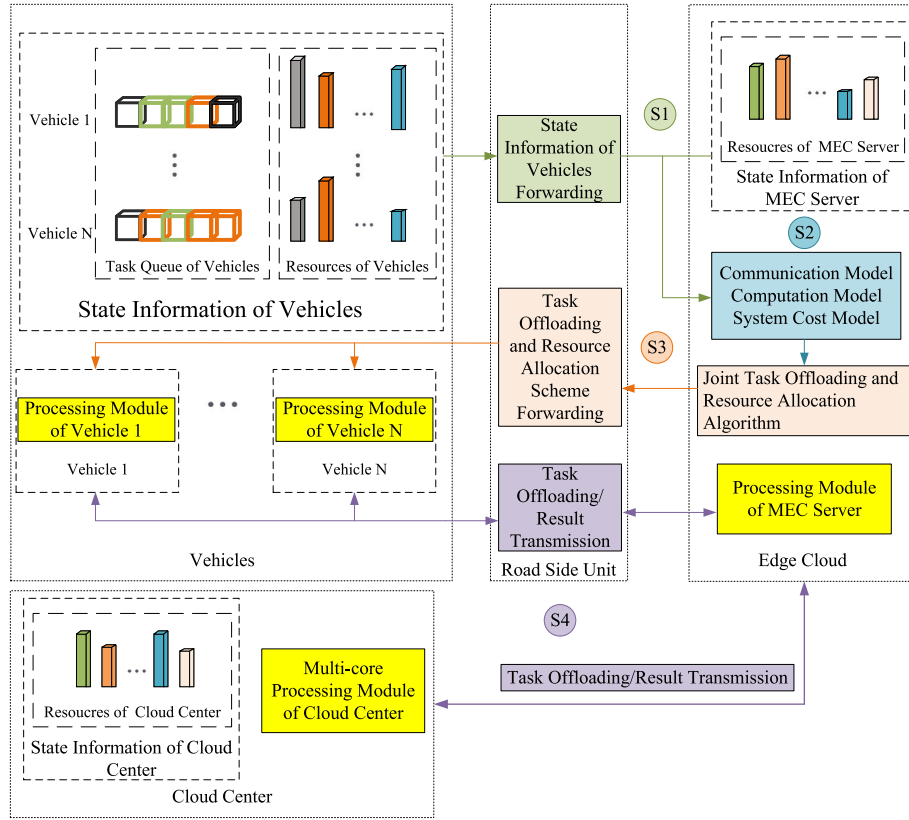 Vehicle 1
Vehicle N
Task Queue of Vehicles
Resources of Vehicles
State Information of Vehicles
Processing Module
of Vehicle 1
Vehicle 1
Processing Module
of Vehicle N
Vehicle N
Vehicles
State
Information of
Vehicles
Forwarding
Task
Offloading
and Resource
Allocation
Scheme
Forwarding
Task
Offloading/
Result
Transmission
Road Side Unit
S1
S2
S3
S4
Resoucres of MEC Server
State Information of
MEC Server
Communication Model
Computation Model
System Cost Model
Joint Task Offloading and
Resource Allocation
Algorithm
Processing Module
of MEC Server
Edge Cloud
Resoucres of Cloud Center
State Information of Cloud
Center
Multi-core
Processing Module
of Cloud Center
Cloud Center
Task Offloading/Result Transmission